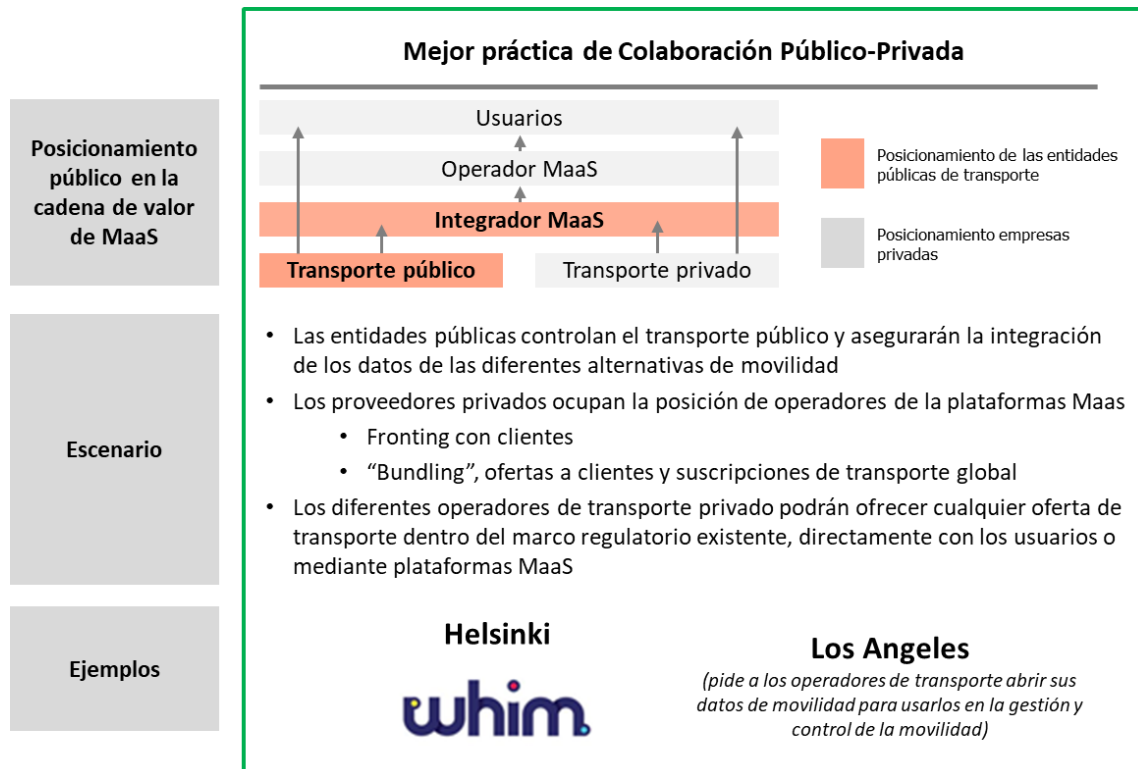 Mejor práctica de Colaboración Público-Privada
Posicionamiento
público en la
cadena de valor
de MaaS
Usuarios
Operador MaaS
Integrador MaaS
Transporte público
Transporte privado
Posicionamiento de las entidades
públicas de transporte
Posicionamiento empresas
privadas
Escenario
• Las entidades públicas controlan el transporte público y asegurarán la integración
de los datos de las diferentes alternativas de movilidad
• Los proveedores privados ocupan la posición de operadores de la plataformas Maas
• Fronting con clientes
• “Bundling”, ofertas a clientes y suscripciones de transporte global
• Los diferentes operadores de transporte privado podrán ofrecer cualquier oferta de
transporte dentro del marco regulatorio existente, directamente con los usuarios o
mediante plataformas MaaS
Ejemplos
Helsinki
whim
Los Angeles
(pide a los operadores de transporte abrir sus
datos de movilidad para usarlos en la gestión y
control de la movilidad)